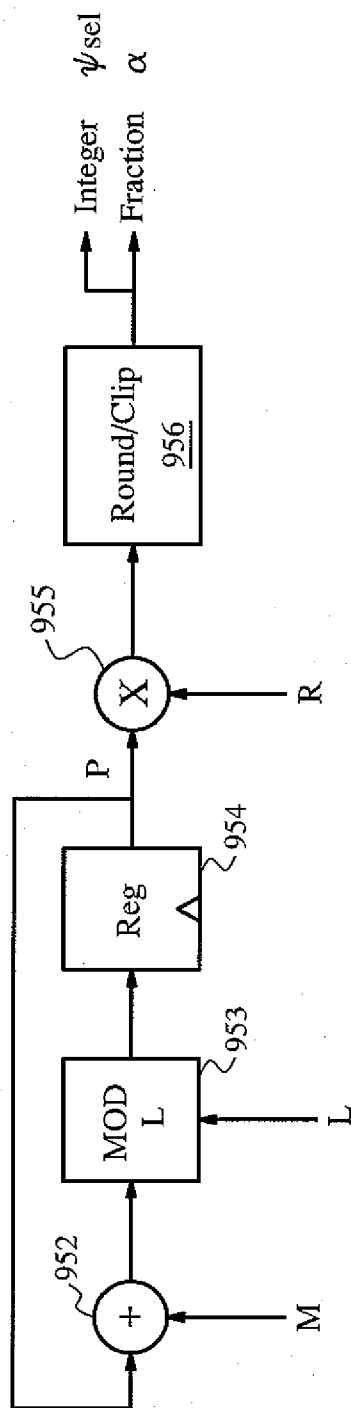 952
+
M
MOD
L
953
L
Reg
954
P
955
X
R
Round/Clip
956
Integer ψsel
Fraction α